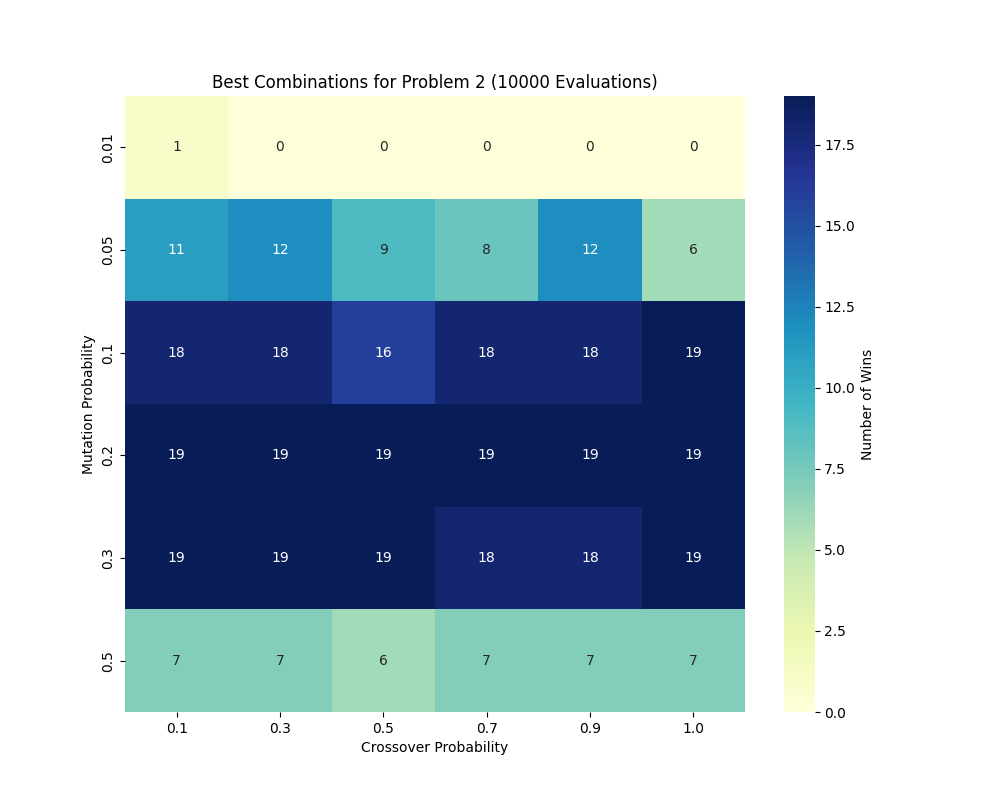 Best Combinations for Problem 2 (10000 Evaluations)
Mutation Probability
0.01 1 0 0 0 0 0
0.05 11 12 9 8 12 6
0.1 18 18 16 18 18 19
0.2 19 19 19 19 19 19
0.3 19 19 19 18 18 19
0.5 7 7 6 7 7 7
0.1 0.3 0.5 0.7 0.9 1.0
Crossover Probability
17.5
15.0
12.5
10.0
7.5
5.0
2.5
0.0
Number of Wins